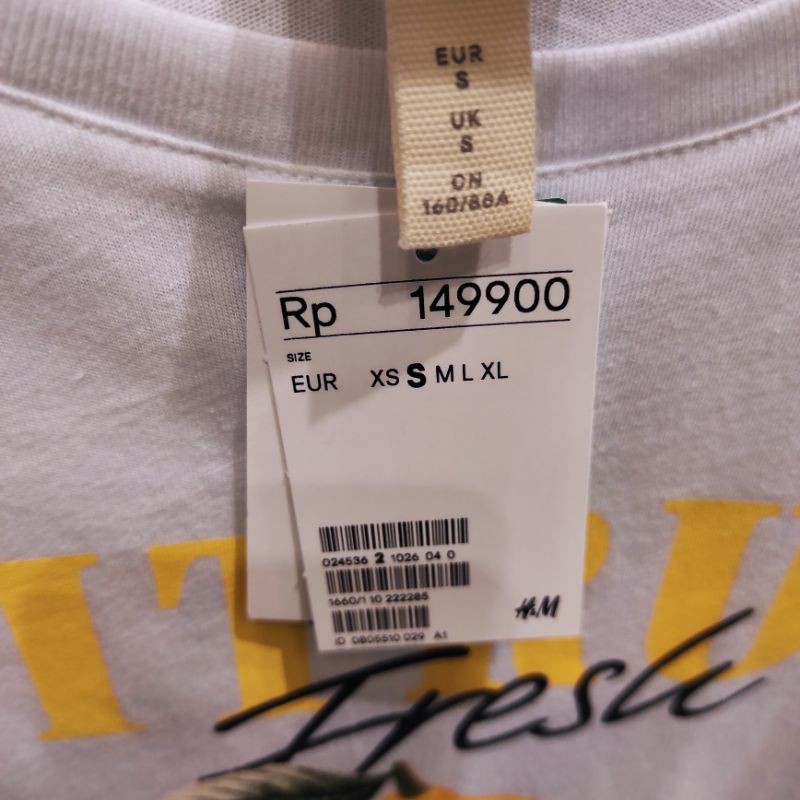 EUR
S
UK
S
CN
160/88A
Rp 149900
SIZE
EUR XS S M L XL
024536 2 1026 04 0
1660/1 10 222285
ID 0805510 029 A1
H&M
ITRU
Fresh